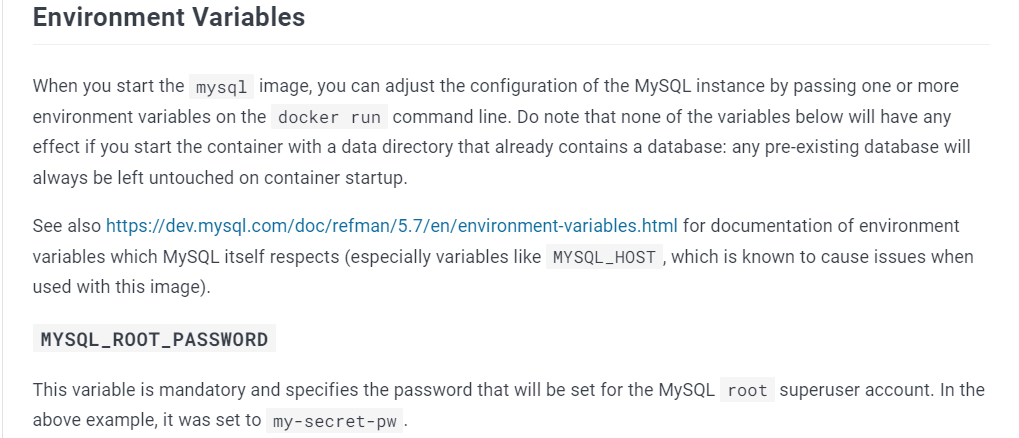 Environment Variables
When you start the mysql image, you can adjust the configuration of the MySQL instance by passing one or more
environment variables on the docker run command line. Do note that none of the variables below will have any
effect if you start the container with a data directory that already contains a database: any pre-existing database will
always be left untouched on container startup.
See also https://dev.mysql.com/doc/refman/5.7/en/environment-variables.html for documentation of environment
variables which MySQL itself respects (especially variables like MYSQL_HOST, which is known to cause issues when
used with this image).
MYSQL_ROOT_PASSWORD
This variable is mandatory and specifies the password that will be set for the MySQL root superuser account. In the
above example, it was set to my-secret-pw.